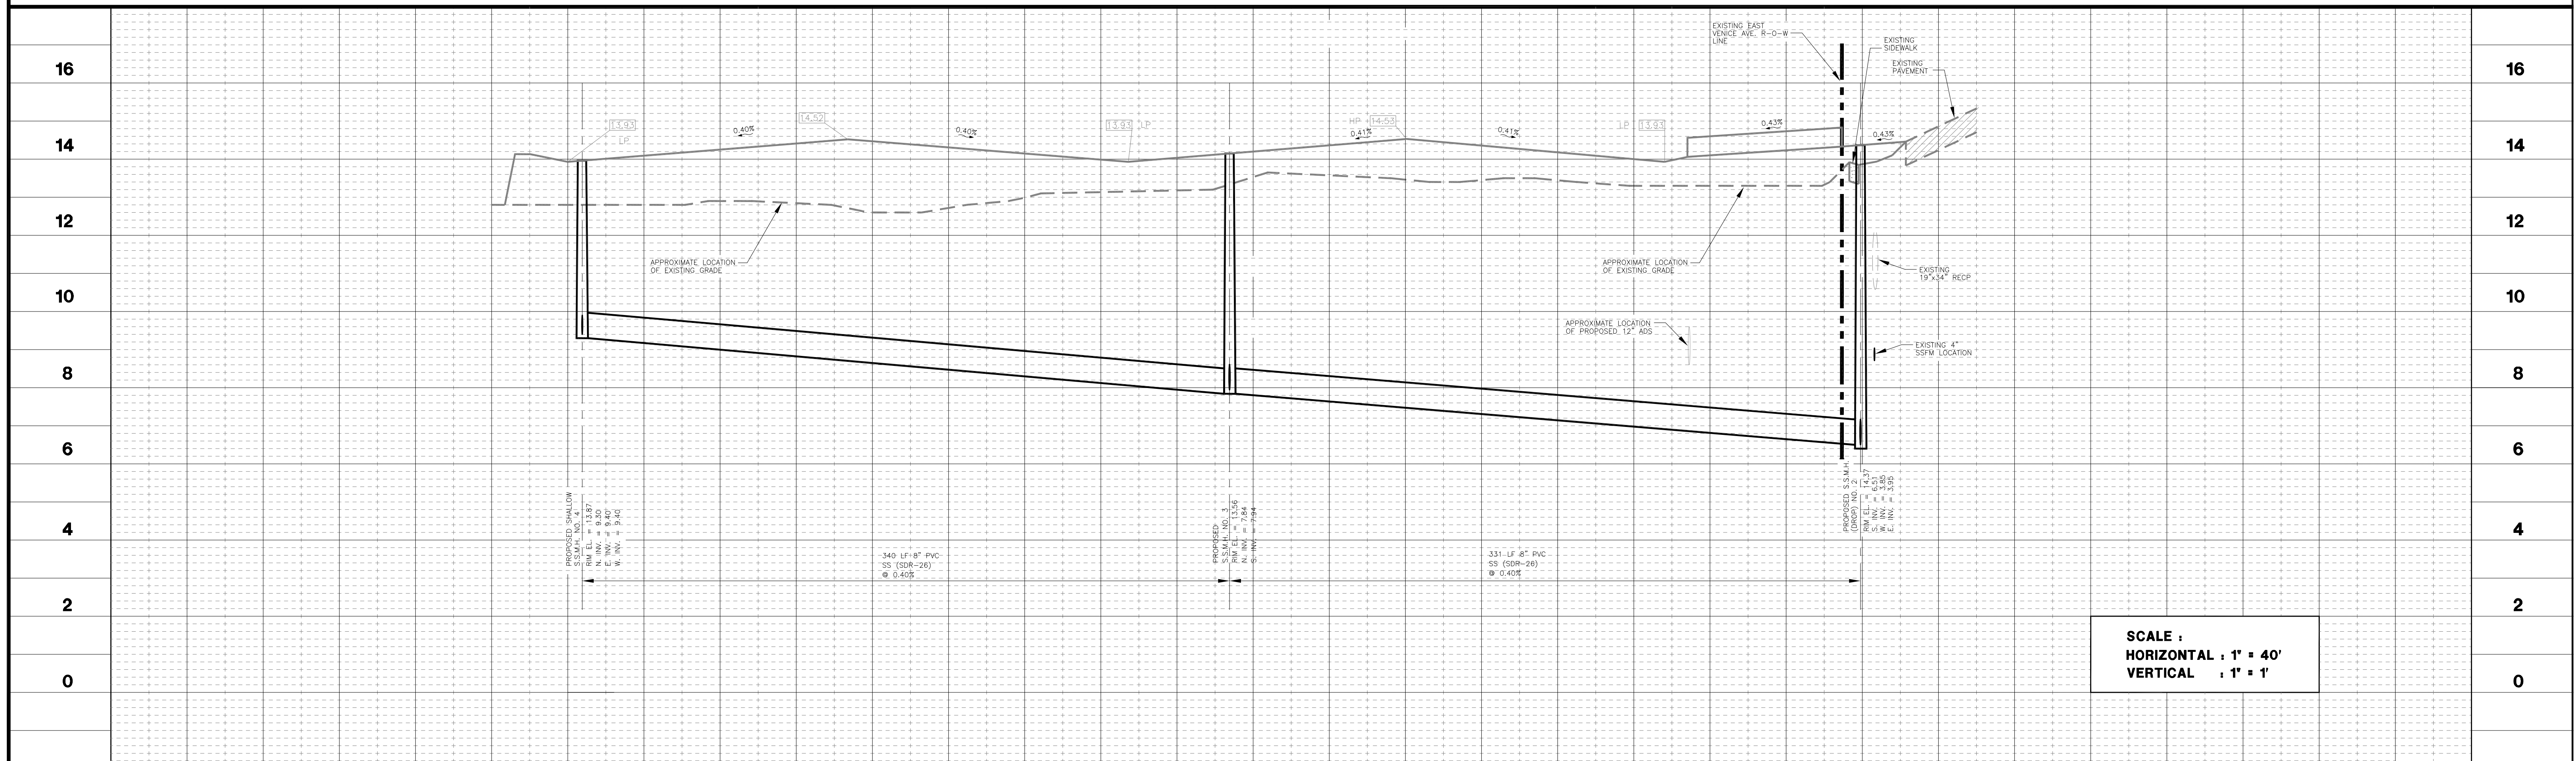 EXISTING EAST
VENICE AVE. R-O-W
LINE
EXISTING
SIDEWALK
EXISTING
PAVEMENT
16
16
13.93
LP
0.40%
14.52
0.40%
13.93 LP
HP 14.53
0.41%
0.41%
LP 13.93
0.43%
0.43%
14
14
12
12
APPROXIMATE LOCATION
OF EXISTING GRADE
APPROXIMATE LOCATION
OF EXISTING GRADE
EXISTING
19"x34" RECP
10
10
APPROXIMATE LOCATION
OF PROPOSED 12" ADS
EXISTING 4"
SSFM LOCATION
8
8
6
6
PROPOSED SHALLOW
S.S.M.H. NO. 4
RIM EL. = 13.87
N. INV. = 9.30
E. INV. = 9.40
W. INV. = 9.40
PROPOSED
S.S.M.H. NO. 3
RIM EL. = 13.56
N. INV. = 7.84
S. INV. = 7.94
PROPOSED S.S.M.H.
(DROP) NO. 2
RIM EL. = 14.37
S. INV. = 6.51
W. INV. = 3.85
E. INV. = 3.95
4
4
340 LF 8" PVC
SS (SDR-26)
@ 0.40%
331 LF 8" PVC
SS (SDR-26)
@ 0.40%
2
2
SCALE :
HORIZONTAL : 1" = 40'
VERTICAL : 1" = 1'
0
0